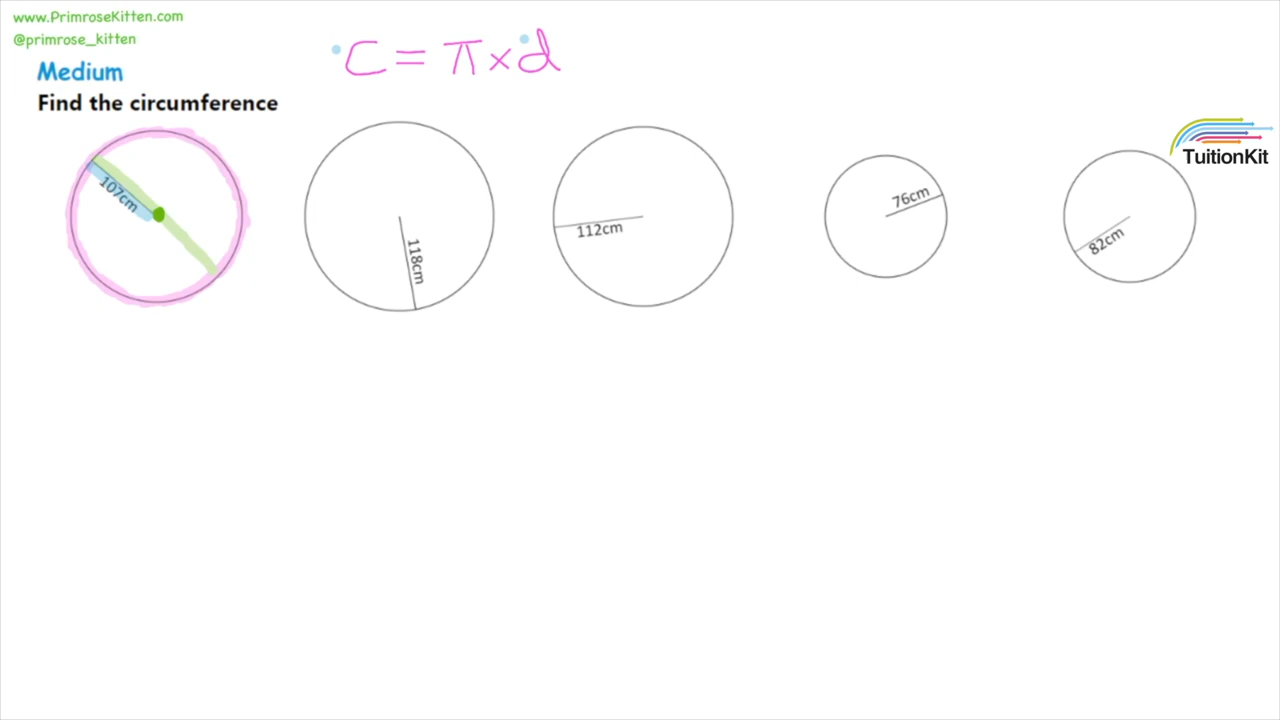 www.PrimroseKitten.com
@primrose_kitten
C = π × d
Medium
Find the circumference
TuitionKit
107cm
118cm
112cm
76cm
82cm